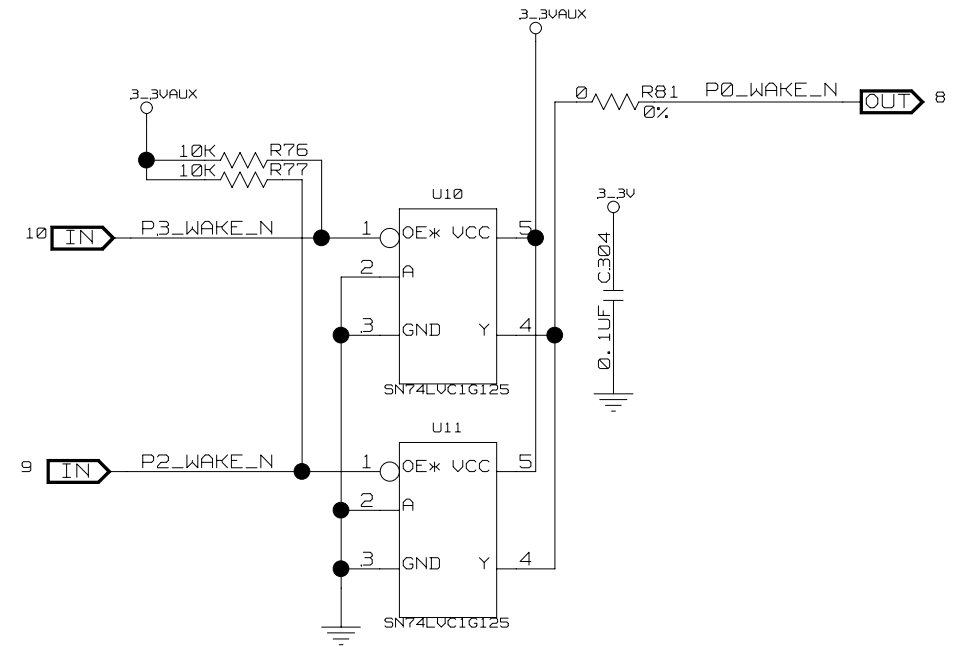 3_3VAUX
0 R81 P0_WAKE_N OUT 8
0%
3_3VAUX
10K R76
10K R77
3_3V
U10
10 IN P3_WAKE_N 1 OE* VCC 5
2 A
3 GND Y 4
SN74LVC1G125
C304
0.1UF
U11
9 IN P2_WAKE_N 1 OE* VCC 5
2 A
3 GND Y 4
SN74LVC1G125